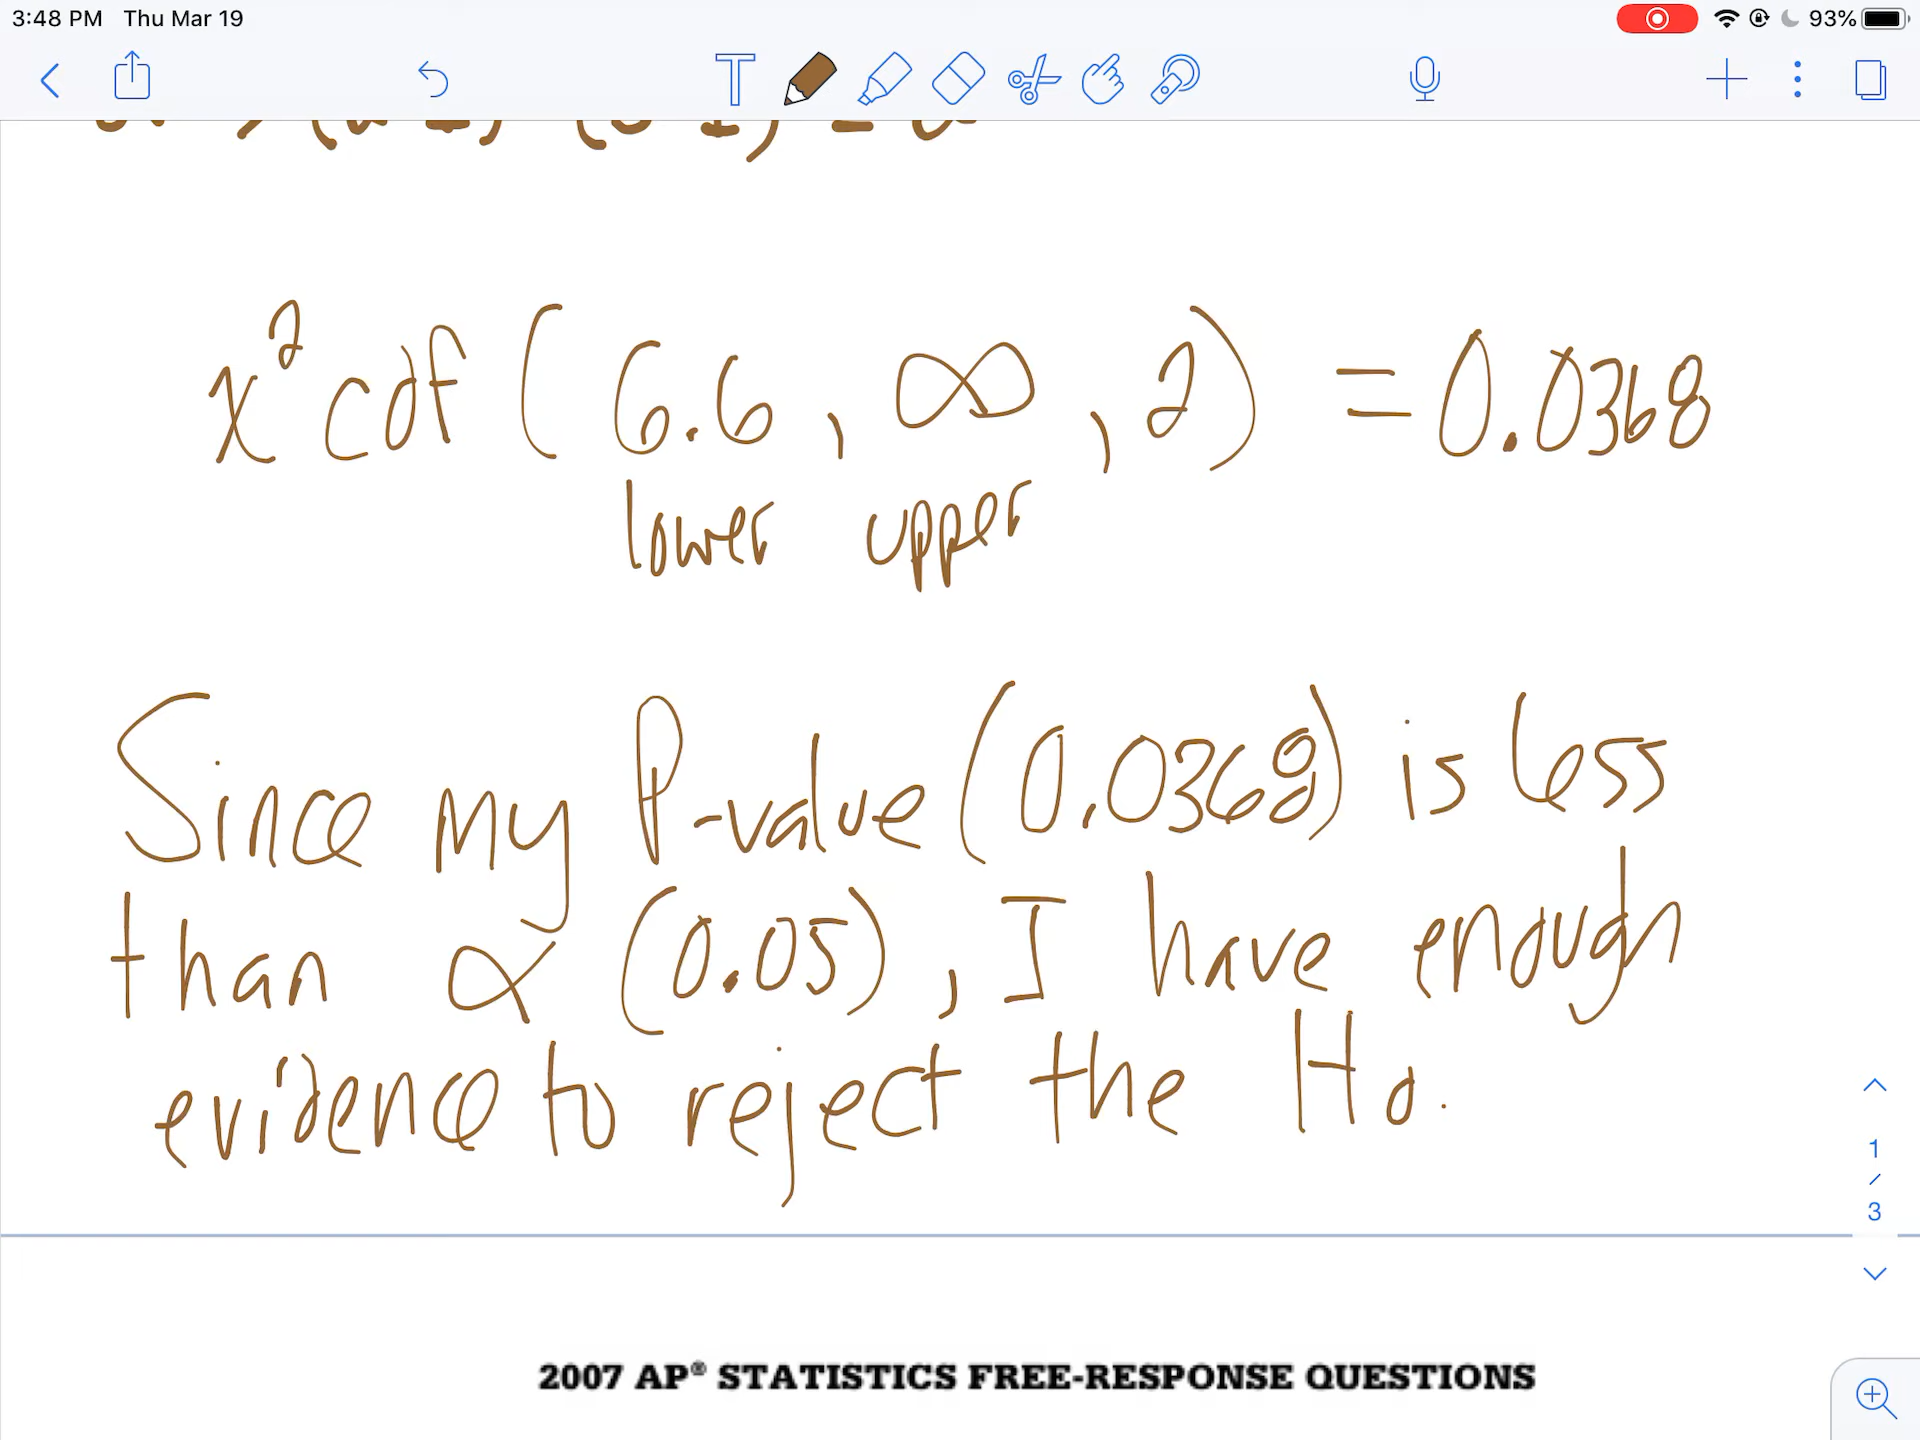 3:48 PM Thu Mar 19
93%
x² cdf ( 6.6 , ∞ , 2 ) = 0.0368
lower upper
Since my P-value (0.0368) is less
than α (0.05), I have enough
evidence to reject the Ho.
1
/
3
2007 AP® STATISTICS FREE-RESPONSE QUESTIONS